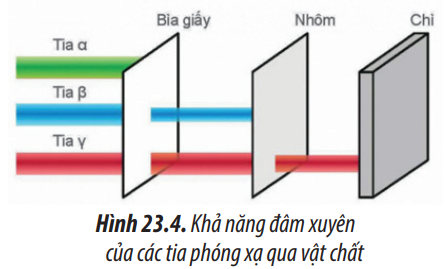 Bìa giấy
Nhôm
Chì
Tia α
Tia β
Tia γ
Hình 23.4. Khả năng đâm xuyên
của các tia phóng xạ qua vật chất